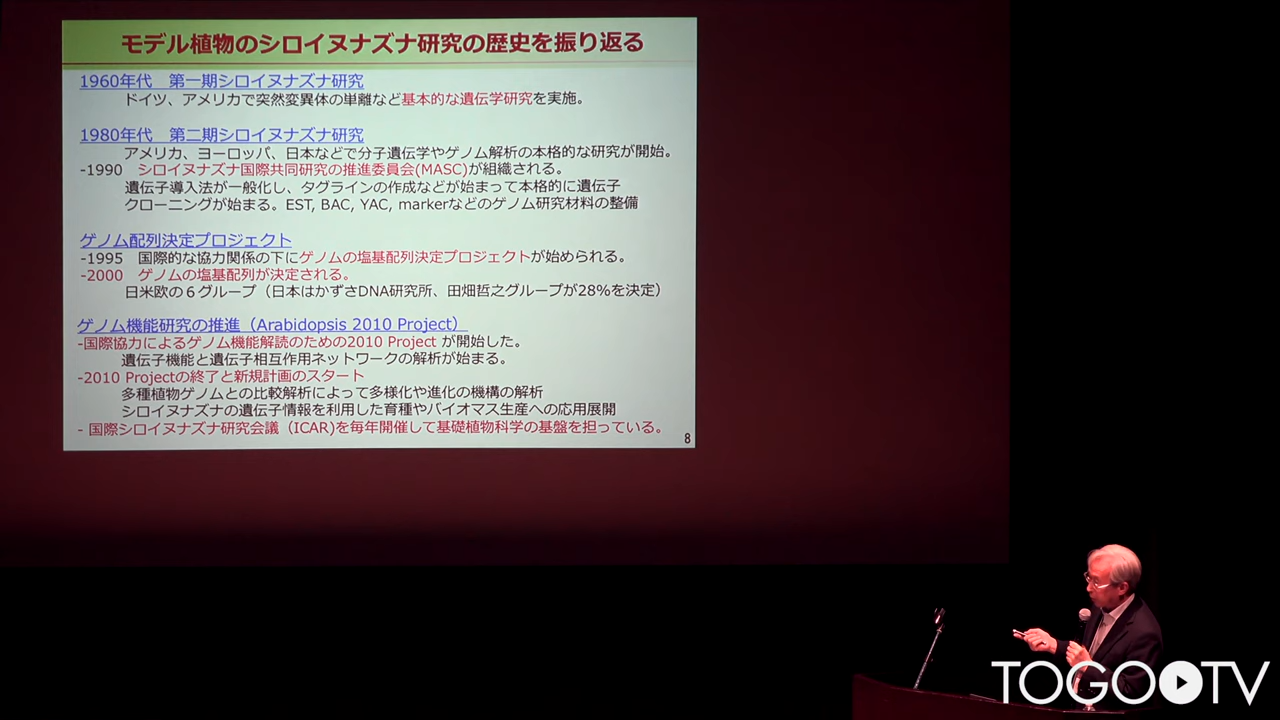 モデル植物のシロイヌナズナ研究の歴史を振り返る
1960年代　第一期シロイヌナズナ研究
ドイツ、アメリカで突然変異体の単離など基本的な遺伝学研究を実施。
1980年代　第二期シロイヌナズナ研究
アメリカ、ヨーロッパ、日本などで分子遺伝学やゲノム解析の本格的な研究が開始。
-1990　シロイヌナズナ国際共同研究の推進委員会(MASC)が組織される。
遺伝子導入法が一般化し、タグラインの作成などが始まって本格的に遺伝子
クローニングが始まる。EST, BAC, YAC, markerなどのゲノム研究材料の整備
ゲノム配列決定プロジェクト
-1995　国際的な協力関係の下にゲノムの塩基配列決定プロジェクトが始められる。
-2000　ゲノムの塩基配列が決定される。
日米欧の６グループ（日本はかずさDNA研究所、田畑哲之グループが28%を決定）
ゲノム機能研究の推進（Arabidopsis 2010 Project）
-国際協力によるゲノム機能解読のための2010 Project が開始した。
遺伝子機能と遺伝子相互作用ネットワークの解析が始まる。
-2010 Projectの終了と新規計画のスタート
多種植物ゲノムとの比較解析によって多様化や進化の機構の解析
シロイヌナズナの遺伝子情報を利用した育種やバイオマス生産への応用展開
- 国際シロイヌナズナ研究会議（ICAR)を毎年開催して基礎植物科学の基盤を担っている。
8
TOGO TV